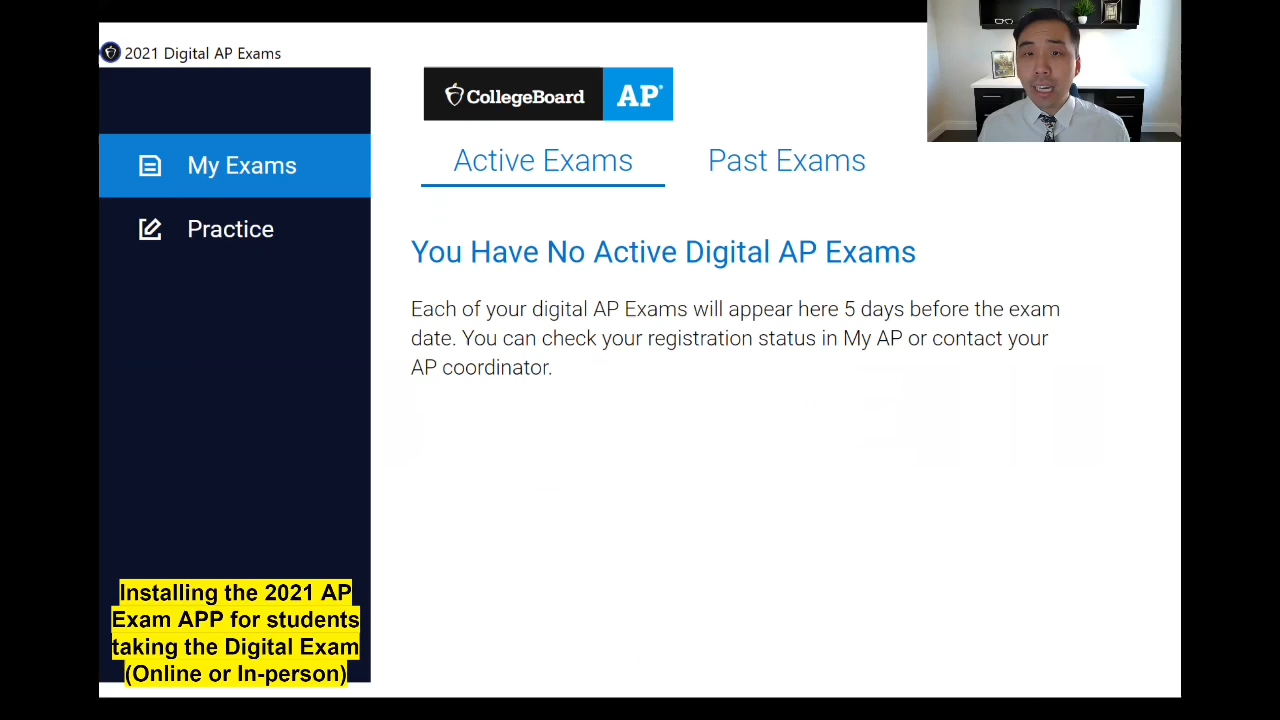 2021 Digital AP Exams
CollegeBoard AP®
My Exams
Practice
Active Exams
Past Exams
You Have No Active Digital AP Exams
Each of your digital AP Exams will appear here 5 days before the exam
date. You can check your registration status in My AP or contact your
AP coordinator.
Installing the 2021 AP
Exam APP for students
taking the Digital Exam
(Online or In-person)